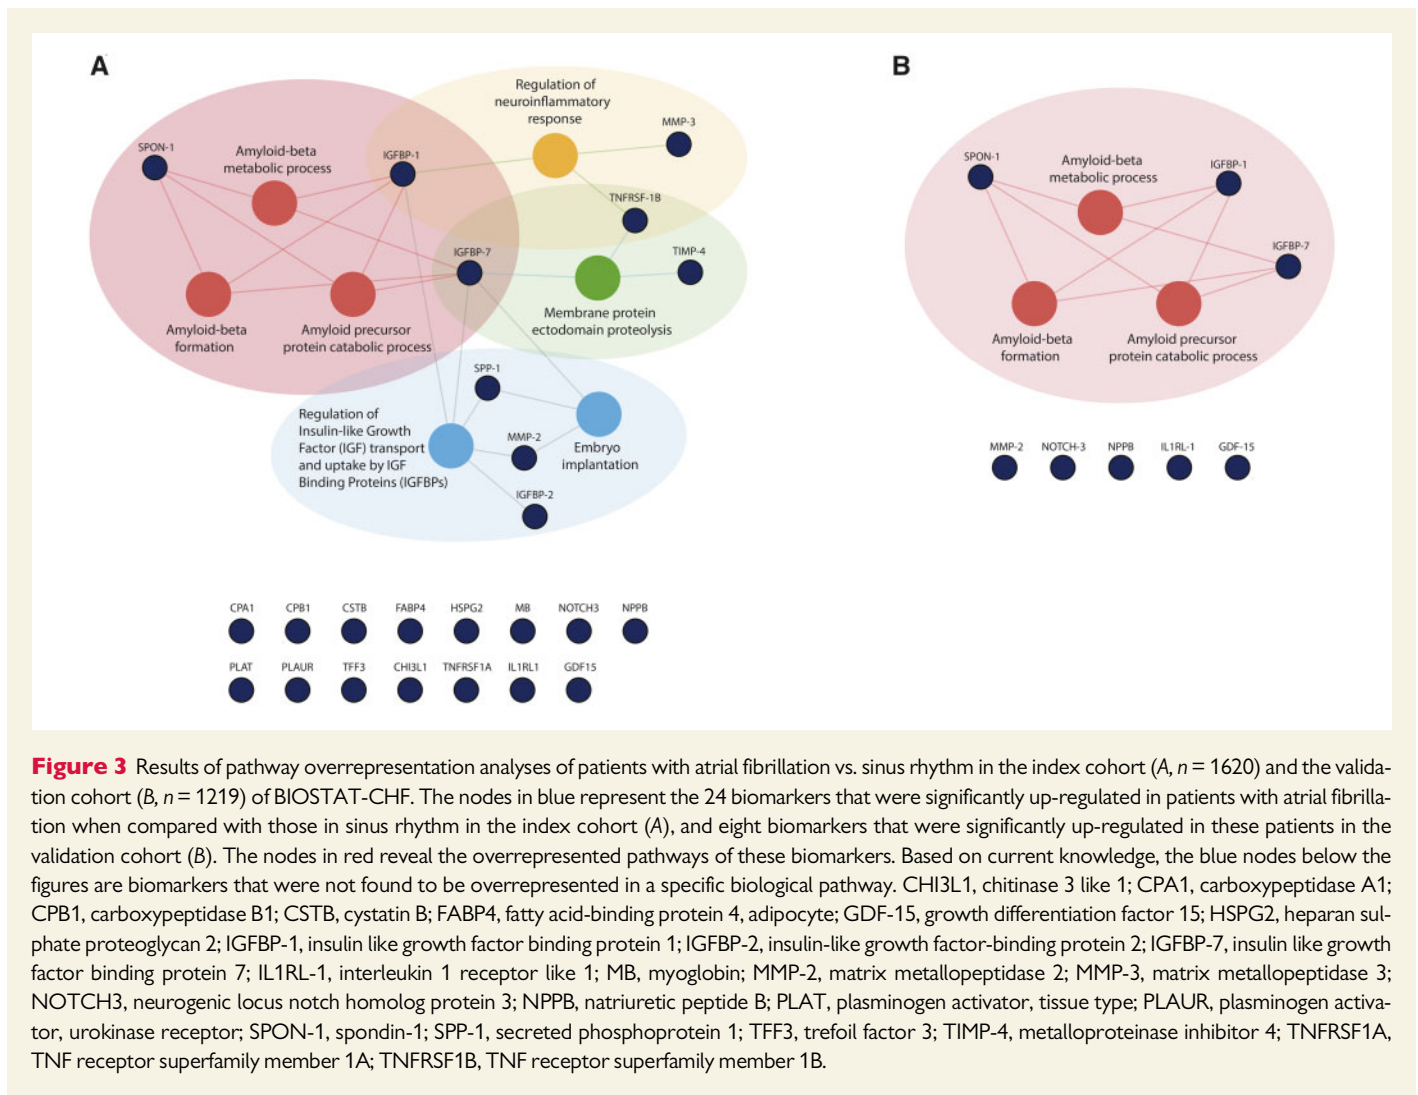 A
B
Regulation of
neuroinflammatory
response
MMP-3
SPON-1
Amyloid-beta
metabolic process
IGFBP-1
TNFRSF-1B
IGFBP-7
TIMP-4
Membrane protein
ectodomain proteolysis
Amyloid-beta
formation
Amyloid precursor
protein catabolic process
SPP-1
Regulation of
Insulin-like Growth
Factor (IGF) transport
and uptake by IGF
Binding Proteins (IGFBPs)
MMP-2
Embryo
implantation
IGFBP-2
CPA1 CPB1 CSTB FABP4 HSPG2 MB NOTCH3 NPPB
PLAT PLAUR TFF3 CHI3L1 TNFRSF1A IL1RL1 GDF15
SPON-1
Amyloid-beta
metabolic process
IGFBP-1
IGFBP-7
Amyloid-beta
formation
Amyloid precursor
protein catabolic process
MMP-2 NOTCH-3 NPPB IL1RL-1 GDF-15
Figure 3 Results of pathway overrepresentation analyses of patients with atrial fibrillation vs. sinus rhythm in the index cohort (A, n = 1620) and the valida-
tion cohort (B, n = 1219) of BIOSTAT-CHF. The nodes in blue represent the 24 biomarkers that were significantly up-regulated in patients with atrial fibrilla-
tion when compared with those in sinus rhythm in the index cohort (A), and eight biomarkers that were significantly up-regulated in these patients in the
validation cohort (B). The nodes in red reveal the overrepresented pathways of these biomarkers. Based on current knowledge, the blue nodes below the
figures are biomarkers that were not found to be overrepresented in a specific biological pathway. CHI3L1, chitinase 3 like 1; CPA1, carboxypeptidase A1;
CPB1, carboxypeptidase B1; CSTB, cystatin B; FABP4, fatty acid-binding protein 4, adipocyte; GDF-15, growth differentiation factor 15; HSPG2, heparan sul-
phate proteoglycan 2; IGFBP-1, insulin like growth factor binding protein 1; IGFBP-2, insulin-like growth factor-binding protein 2; IGFBP-7, insulin like growth
factor binding protein 7; IL1RL-1, interleukin 1 receptor like 1; MB, myoglobin; MMP-2, matrix metallopeptidase 2; MMP-3, matrix metallopeptidase 3;
NOTCH3, neurogenic locus notch homolog protein 3; NPPB, natriuretic peptide B; PLAT, plasminogen activator, tissue type; PLAUR, plasminogen activa-
tor, urokinase receptor; SPON-1, spondin-1; SPP-1, secreted phosphoprotein 1; TFF3, trefoil factor 3; TIMP-4, metalloproteinase inhibitor 4; TNFRSF1A,
TNF receptor superfamily member 1A; TNFRSF1B, TNF receptor superfamily member 1B.